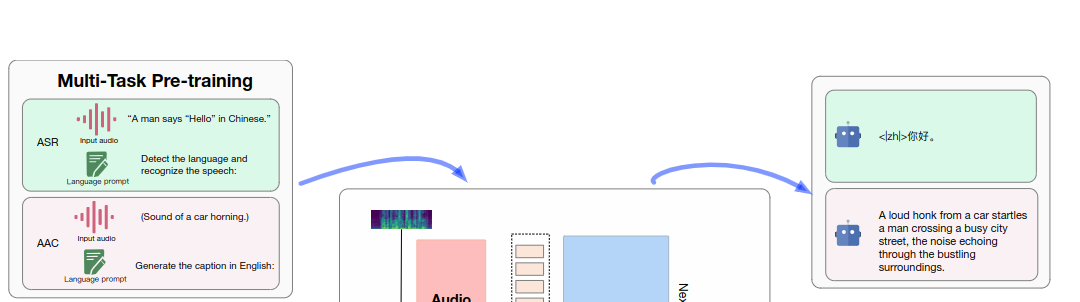 Multi-Task Pre-training
ASR
Input audio
“A man says “Hello” in Chinese.”
Language prompt
Detect the language and
recognize the speech:
AAC
Input audio
(Sound of a car horning.)
Language prompt
Generate the caption in English:
Audio
<|zh|>你好。
A loud honk from a car startles
a man crossing a busy city
street, the noise echoing
through the bustling
surroundings.